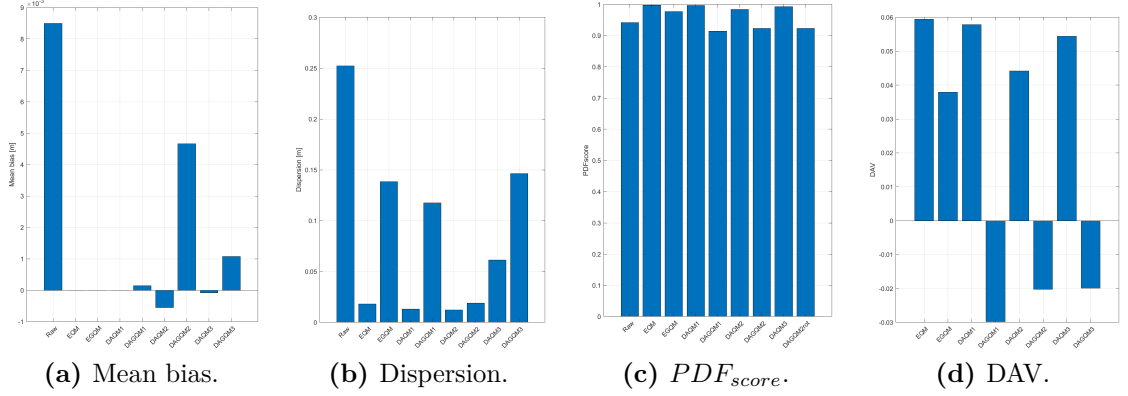 ×10⁻³
9
8
7
6
5
4
3
2
1
0
-1
Mean bias [m]
Raw
EQM
EGQM
DAQM1
DAGQM1
DAQM2
DAGQM2
DAQM3
DAGQM3
(a) Mean bias.
0.3
0.25
0.2
0.15
0.1
0.05
0
Dispersion [m]
Raw
EQM
EGQM
DAQM1
DAGQM1
DAQM2
DAGQM2
DAQM3
DAGQM3
(b) Dispersion.
1
0.9
0.8
0.7
0.6
0.5
0.4
0.3
0.2
0.1
0
PDFscore
Raw
EQM
EGQM
DAQM1
DAGQM1
DAQM2
DAGQM2
DAQM3
DAGQM2rot
(c) PDFscore.
0.06
0.05
0.04
0.03
0.02
0.01
0
-0.01
-0.02
-0.03
DAV
EQM
EGQM
DAQM1
DAGQM1
DAQM2
DAGQM2
DAQM3
DAGQM3
(d) DAV.